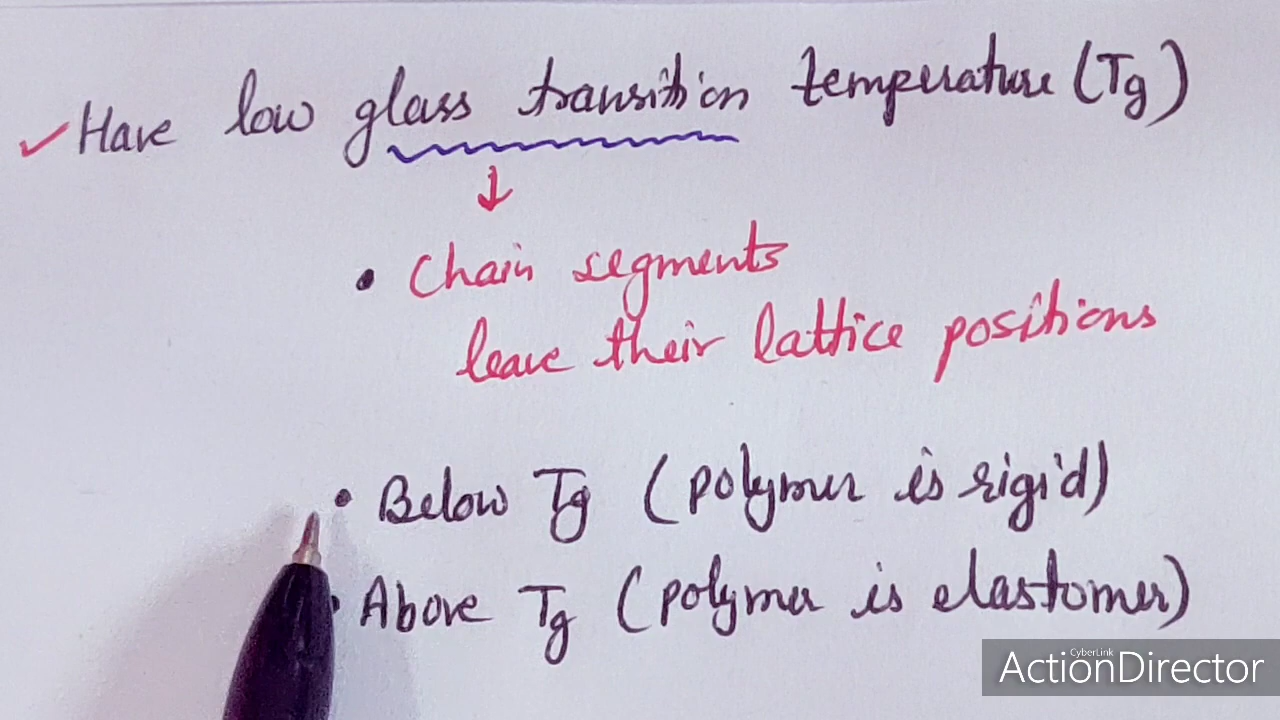 ✓ Have low glass transition temperature (Tg)
↓
• Chain segments
leave their lattice positions
• Below Tg (polymer is rigid)
• Above Tg (polymer is elastomer)
CyberLink
ActionDirector